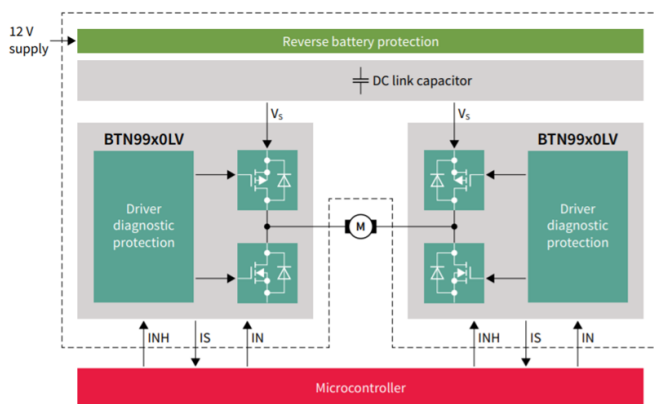 12 V
supply
Reverse battery protection
DC link capacitor
Vs
Vs
BTN99x0LV
BTN99x0LV
Driver
diagnostic
protection
M
Driver
diagnostic
protection
INH
IS
IN
INH
IS
IN
Microcontroller